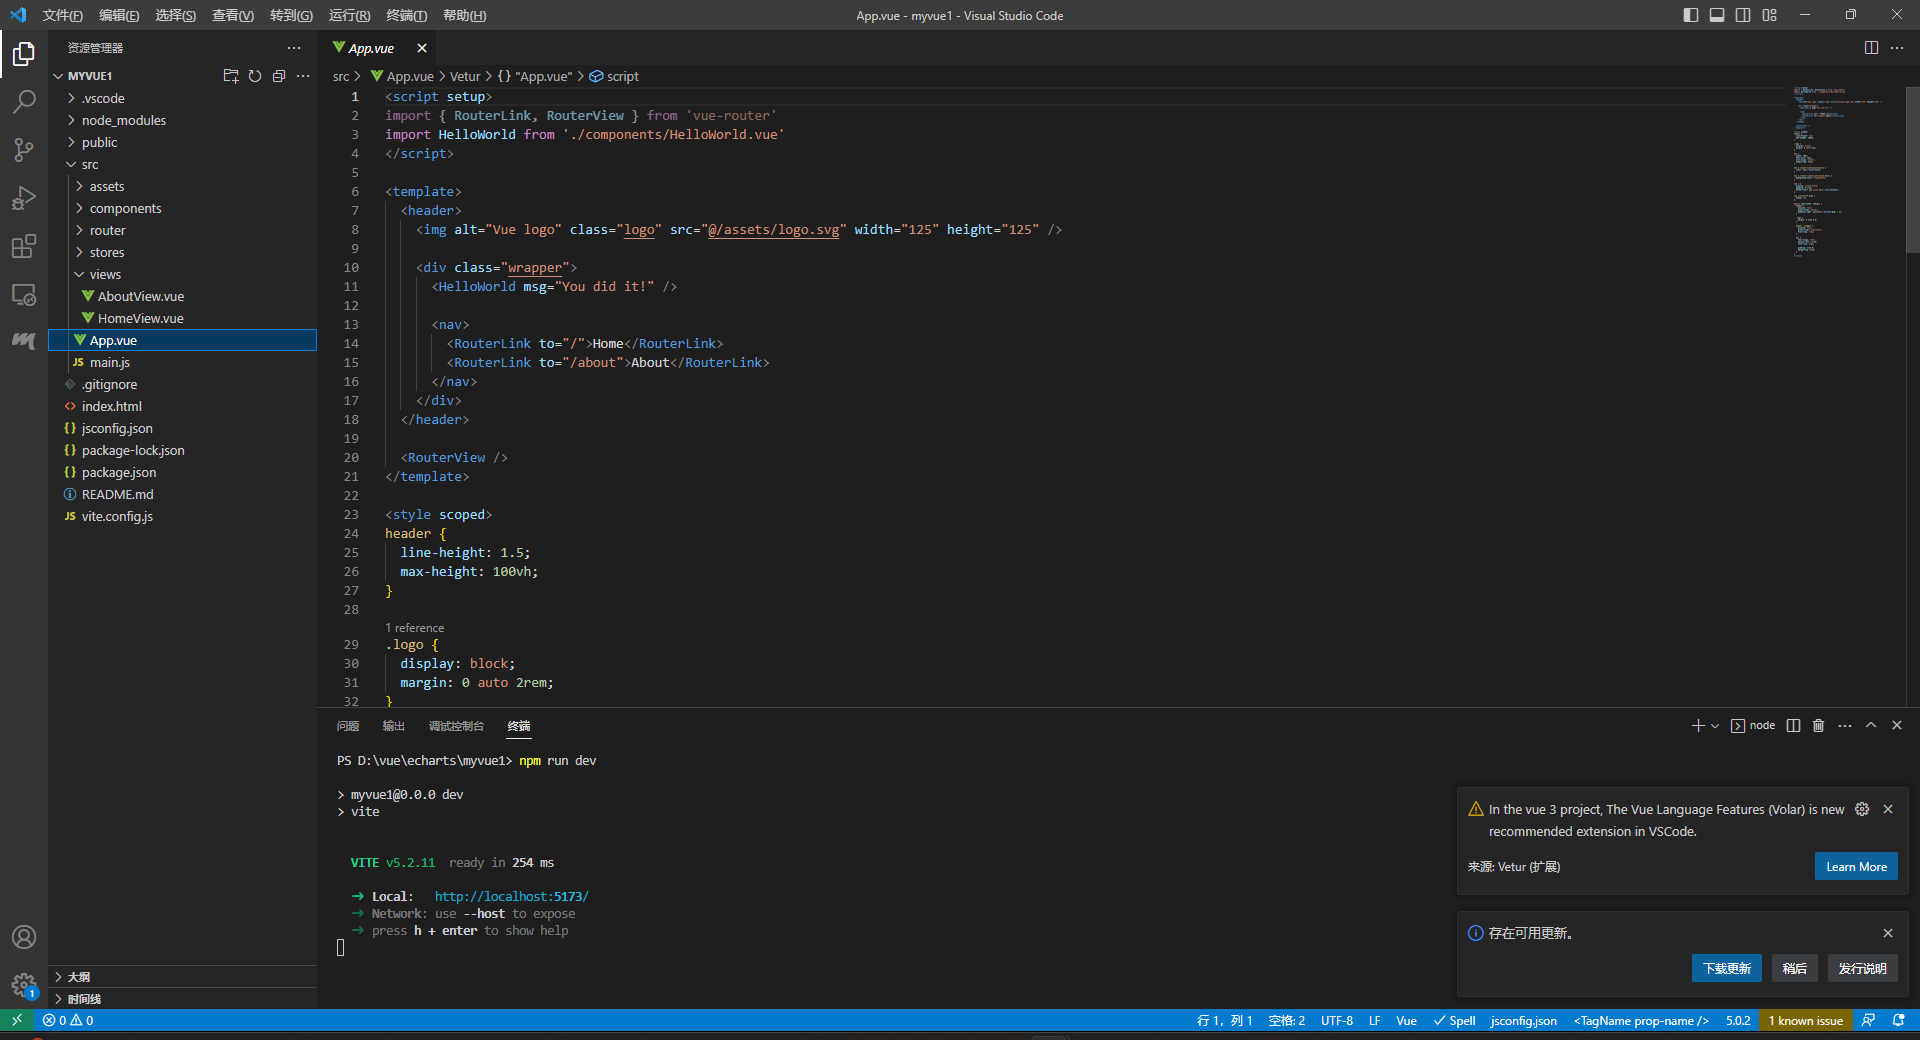 文件(F) 编辑(E) 选择(S) 查看(V) 转到(G) 运行(R) 终端(T) 帮助(H)
App.vue - myvue1 - Visual Studio Code
资源管理器
MYVUE1
.vscode
node_modules
public
src
assets
components
router
stores
views
AboutView.vue
HomeView.vue
App.vue
JS main.js
.gitignore
<> index.html
{} jsconfig.json
{} package-lock.json
{} package.json
README.md
JS vite.config.js
大纲
时间线
App.vue
src > App.vue > Vetur > {} "App.vue" > script
1 <script setup>
2 import { RouterLink, RouterView } from 'vue-router'
3 import HelloWorld from './components/HelloWorld.vue'
4 </script>
5
6 <template>
7 <header>
8 <img alt="Vue logo" class="logo" src="@/assets/logo.svg" width="125" height="125" />
9
10 <div class="wrapper">
11 <HelloWorld msg="You did it!" />
12
13 <nav>
14 <RouterLink to="/">Home</RouterLink>
15 <RouterLink to="/about">About</RouterLink>
16 </nav>
17 </div>
18 </header>
19
20 <RouterView />
21 </template>
22
23 <style scoped>
24 header {
25 line-height: 1.5;
26 max-height: 100vh;
27 }
28
1 reference
29 .logo {
30 display: block;
31 margin: 0 auto 2rem;
32 }
问题 输出 调试控制台 终端
node
PS D:\vue\echarts\myvue1> npm run dev
> myvue1@0.0.0 dev
> vite
VITE v5.2.11 ready in 254 ms
➜ Local: http://localhost:5173/
➜ Network: use --host to expose
➜ press h + enter to show help
In the vue 3 project, The Vue Language Features (Volar) is new
recommended extension in VSCode.
来源: Vetur (扩展)
Learn More
存在可用更新。
下载更新 稍后 发行说明
1
0 0
行 1，列 1 空格: 2 UTF-8 LF Vue Spell jsconfig.json <TagName prop-name /> 5.0.2 1 known issue